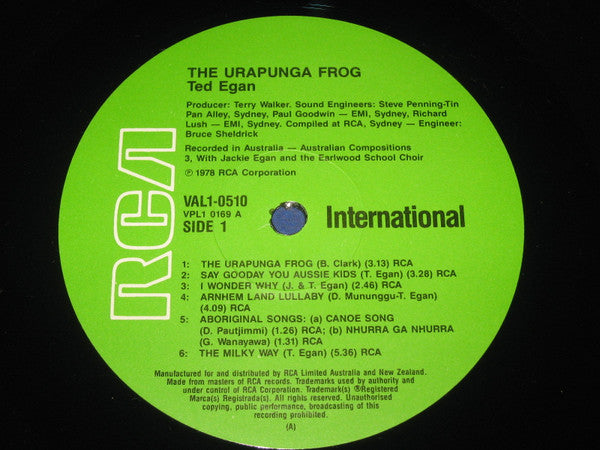 THE URAPUNGA FROG
Ted Egan
Producer: Terry Walker. Sound Engineers: Steve Penning-Tin
Pan Alley, Sydney, Paul Goodwin — EMI, Sydney, Richard
Lush — EMI, Sydney. Compiled at RCA, Sydney — Engineer:
Bruce Sheldrick
Recorded in Australia — Australian Compositions
3, With Jackie Egan and the Earlwood School Choir
℗ 1978 RCA Corporation
RCA
VAL1-0510
VPL1 0169 A
SIDE 1
International
1: THE URAPUNGA FROG (B. Clark) (3.13) RCA
2: SAY GOODAY YOU AUSSIE KIDS (T. Egan) (3.28) RCA
3: I WONDER WHY (J. & T. Egan) (2.46) RCA
4: ARNHEM LAND LULLABY (D. Mununggu-T. Egan)
(4.09) RCA
5: ABORIGINAL SONGS: (a) CANOE SONG
(D. Pautjimmi) (1.26) RCA; (b) NHURRA GA NHURRA
(G. Wanayawa) (1.31) RCA
6: THE MILKY WAY (T. Egan) (5.36) RCA
Manufactured for and distributed by RCA Limited Australia and New Zealand.
Made from masters of RCA records. Trademarks used by authority and
under control of RCA Corporation. Trademark(s) ®Registered
Marca(s) Registrada(s). All rights reserved. Unauthorised
copying, public performance, broadcasting of this
recording prohibited.
(A)